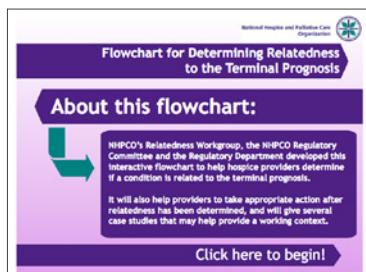 National Hospice and Palliative Care
Organization
Flowchart for Determining Relatedness
to the Terminal Prognosis
About this flowchart:
NHPCO's Relatedness Workgroup, the NHPCO Regulatory
Committee and the Regulatory Department developed this
interactive flowchart to help hospice providers determine
if a condition is related to the terminal prognosis.
It will also help providers to take appropriate action after
relatedness has been determined, and will give several
case studies that may help provide a working context.
Click here to begin!